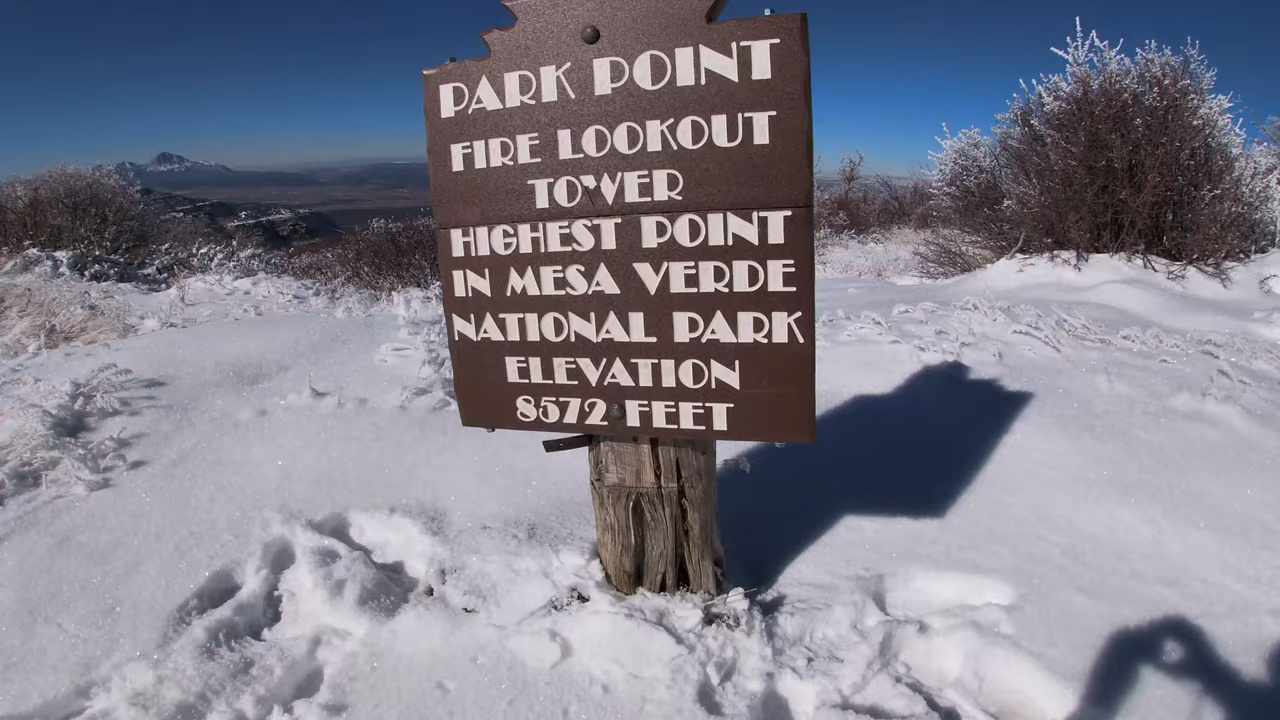 PARK POINT
FIRE LOOKOUT
TOWER
HIGHEST POINT
IN MESA VERDE
NATIONAL PARK
ELEVATION
8572 FEET